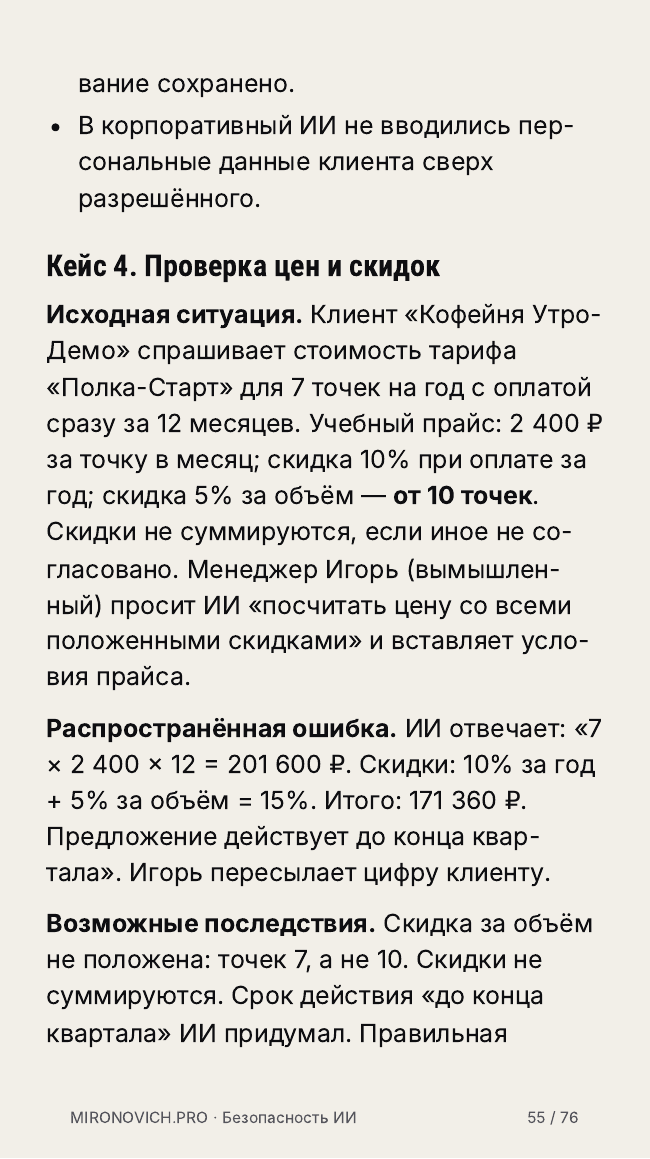 вание сохранено.
• В корпоративный ИИ не вводились пер-
сональные данные клиента сверх
разрешённого.
Кейс 4. Проверка цен и скидок
Исходная ситуация. Клиент «Кофейня Утро-
Демо» спрашивает стоимость тарифа
«Полка-Старт» для 7 точек на год с оплатой
сразу за 12 месяцев. Учебный прайс: 2 400 ₽
за точку в месяц; скидка 10% при оплате за
год; скидка 5% за объём — от 10 точек.
Скидки не суммируются, если иное не со-
гласовано. Менеджер Игорь (вымышлен-
ный) просит ИИ «посчитать цену со всеми
положенными скидками» и вставляет усло-
вия прайса.
Распространённая ошибка. ИИ отвечает: «7
× 2 400 × 12 = 201 600 ₽. Скидки: 10% за год
+ 5% за объём = 15%. Итого: 171 360 ₽.
Предложение действует до конца квар-
тала». Игорь пересылает цифру клиенту.
Возможные последствия. Скидка за объём
не положена: точек 7, а не 10. Скидки не
суммируются. Срок действия «до конца
квартала» ИИ придумал. Правильная
MIRONOVICH.PRO · Безопасность ИИ
55 / 76